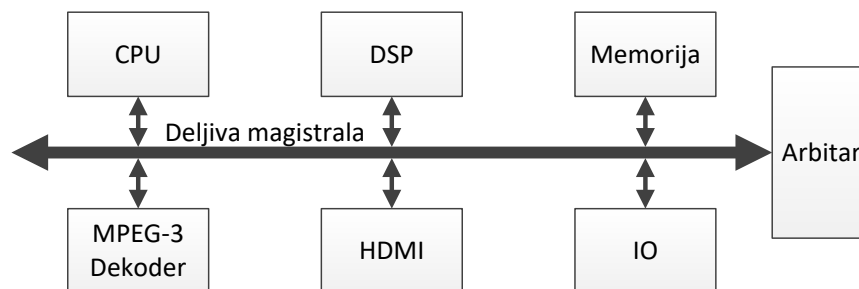 CPU
DSP
Memorija
Deljiva magistrala
Arbitar
MPEG-3
Dekoder
HDMI
IO